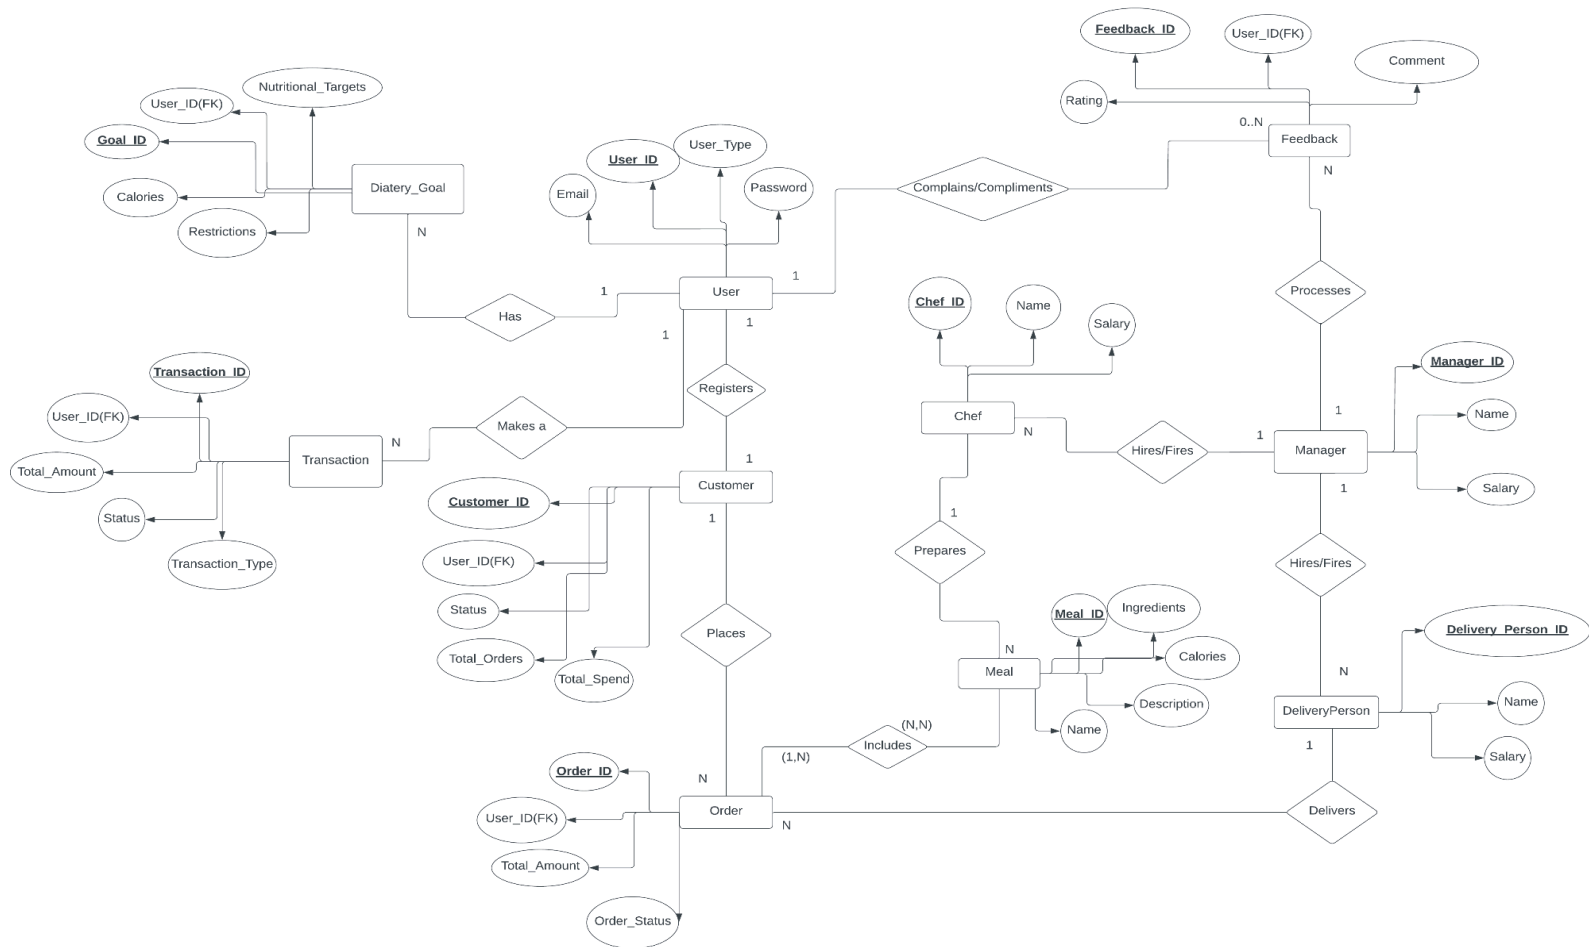 Feedback_ID
User_ID(FK)
Comment
Rating
0..N
Feedback
N
Nutritional_Targets
User_ID(FK)
Goal_ID
Calories
Restrictions
Diatery_Goal
N
User_Type
User_ID
Email
Password
Complains/Compliments
1
User
1
Has
1
1
Processes
Chef_ID
Name
Salary
Transaction_ID
User_ID(FK)
Total_Amount
Status
Transaction_Type
Transaction
N
Makes a
Registers
1
Customer
1
Customer_ID
User_ID(FK)
Status
Total_Orders
Total_Spend
Chef
N
Hires/Fires
1
1
Manager
1
Manager_ID
Name
Salary
1
Prepares
N
Meal
Meal_ID
Ingredients
Calories
Description
Name
Hires/Fires
N
DeliveryPerson
1
Delivery_Person_ID
Name
Salary
Places
(N,N)
Includes
(1,N)
N
Order
N
Delivers
Order_ID
User_ID(FK)
Total_Amount
Order_Status